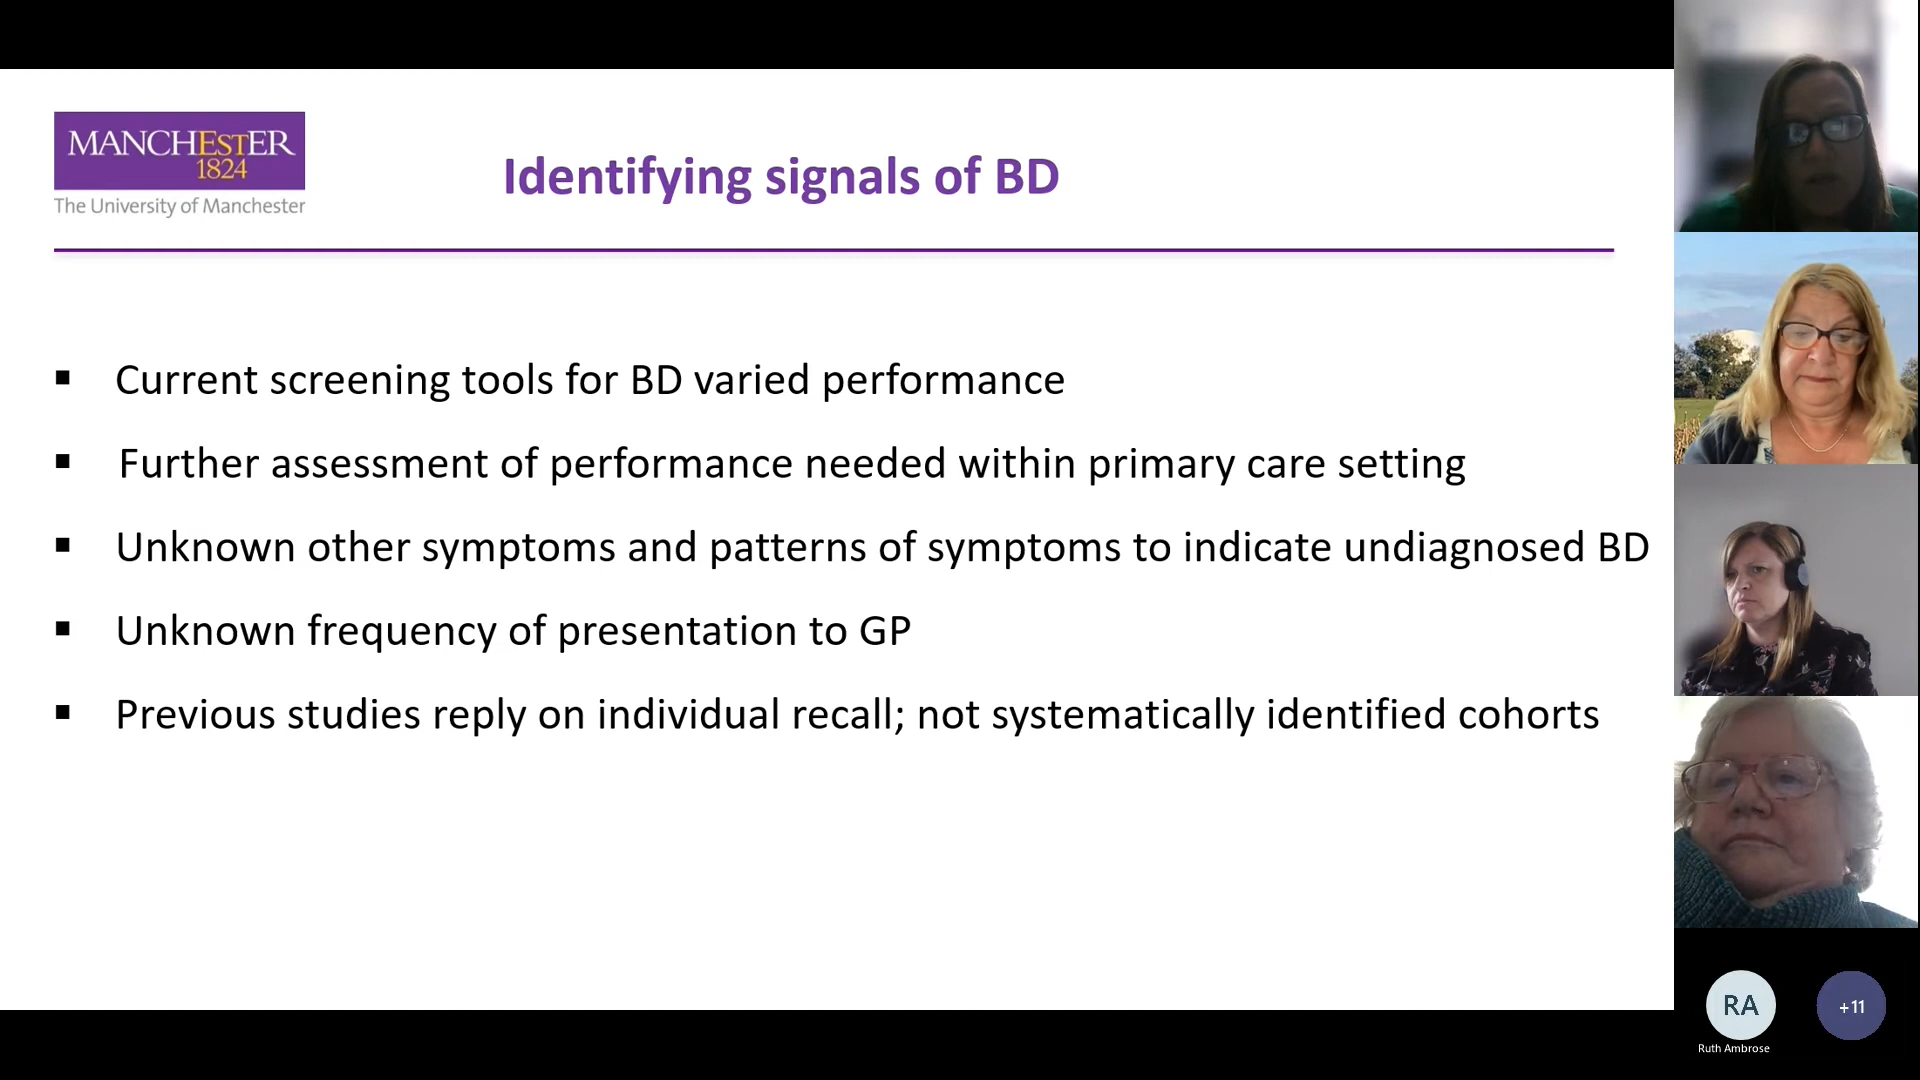 MANCHESTER
1824
The University of Manchester
Identifying signals of BD
▪ Current screening tools for BD varied performance
▪ Further assessment of performance needed within primary care setting
▪ Unknown other symptoms and patterns of symptoms to indicate undiagnosed BD
▪ Unknown frequency of presentation to GP
▪ Previous studies reply on individual recall; not systematically identified cohorts
RA
+11
Ruth Ambrose